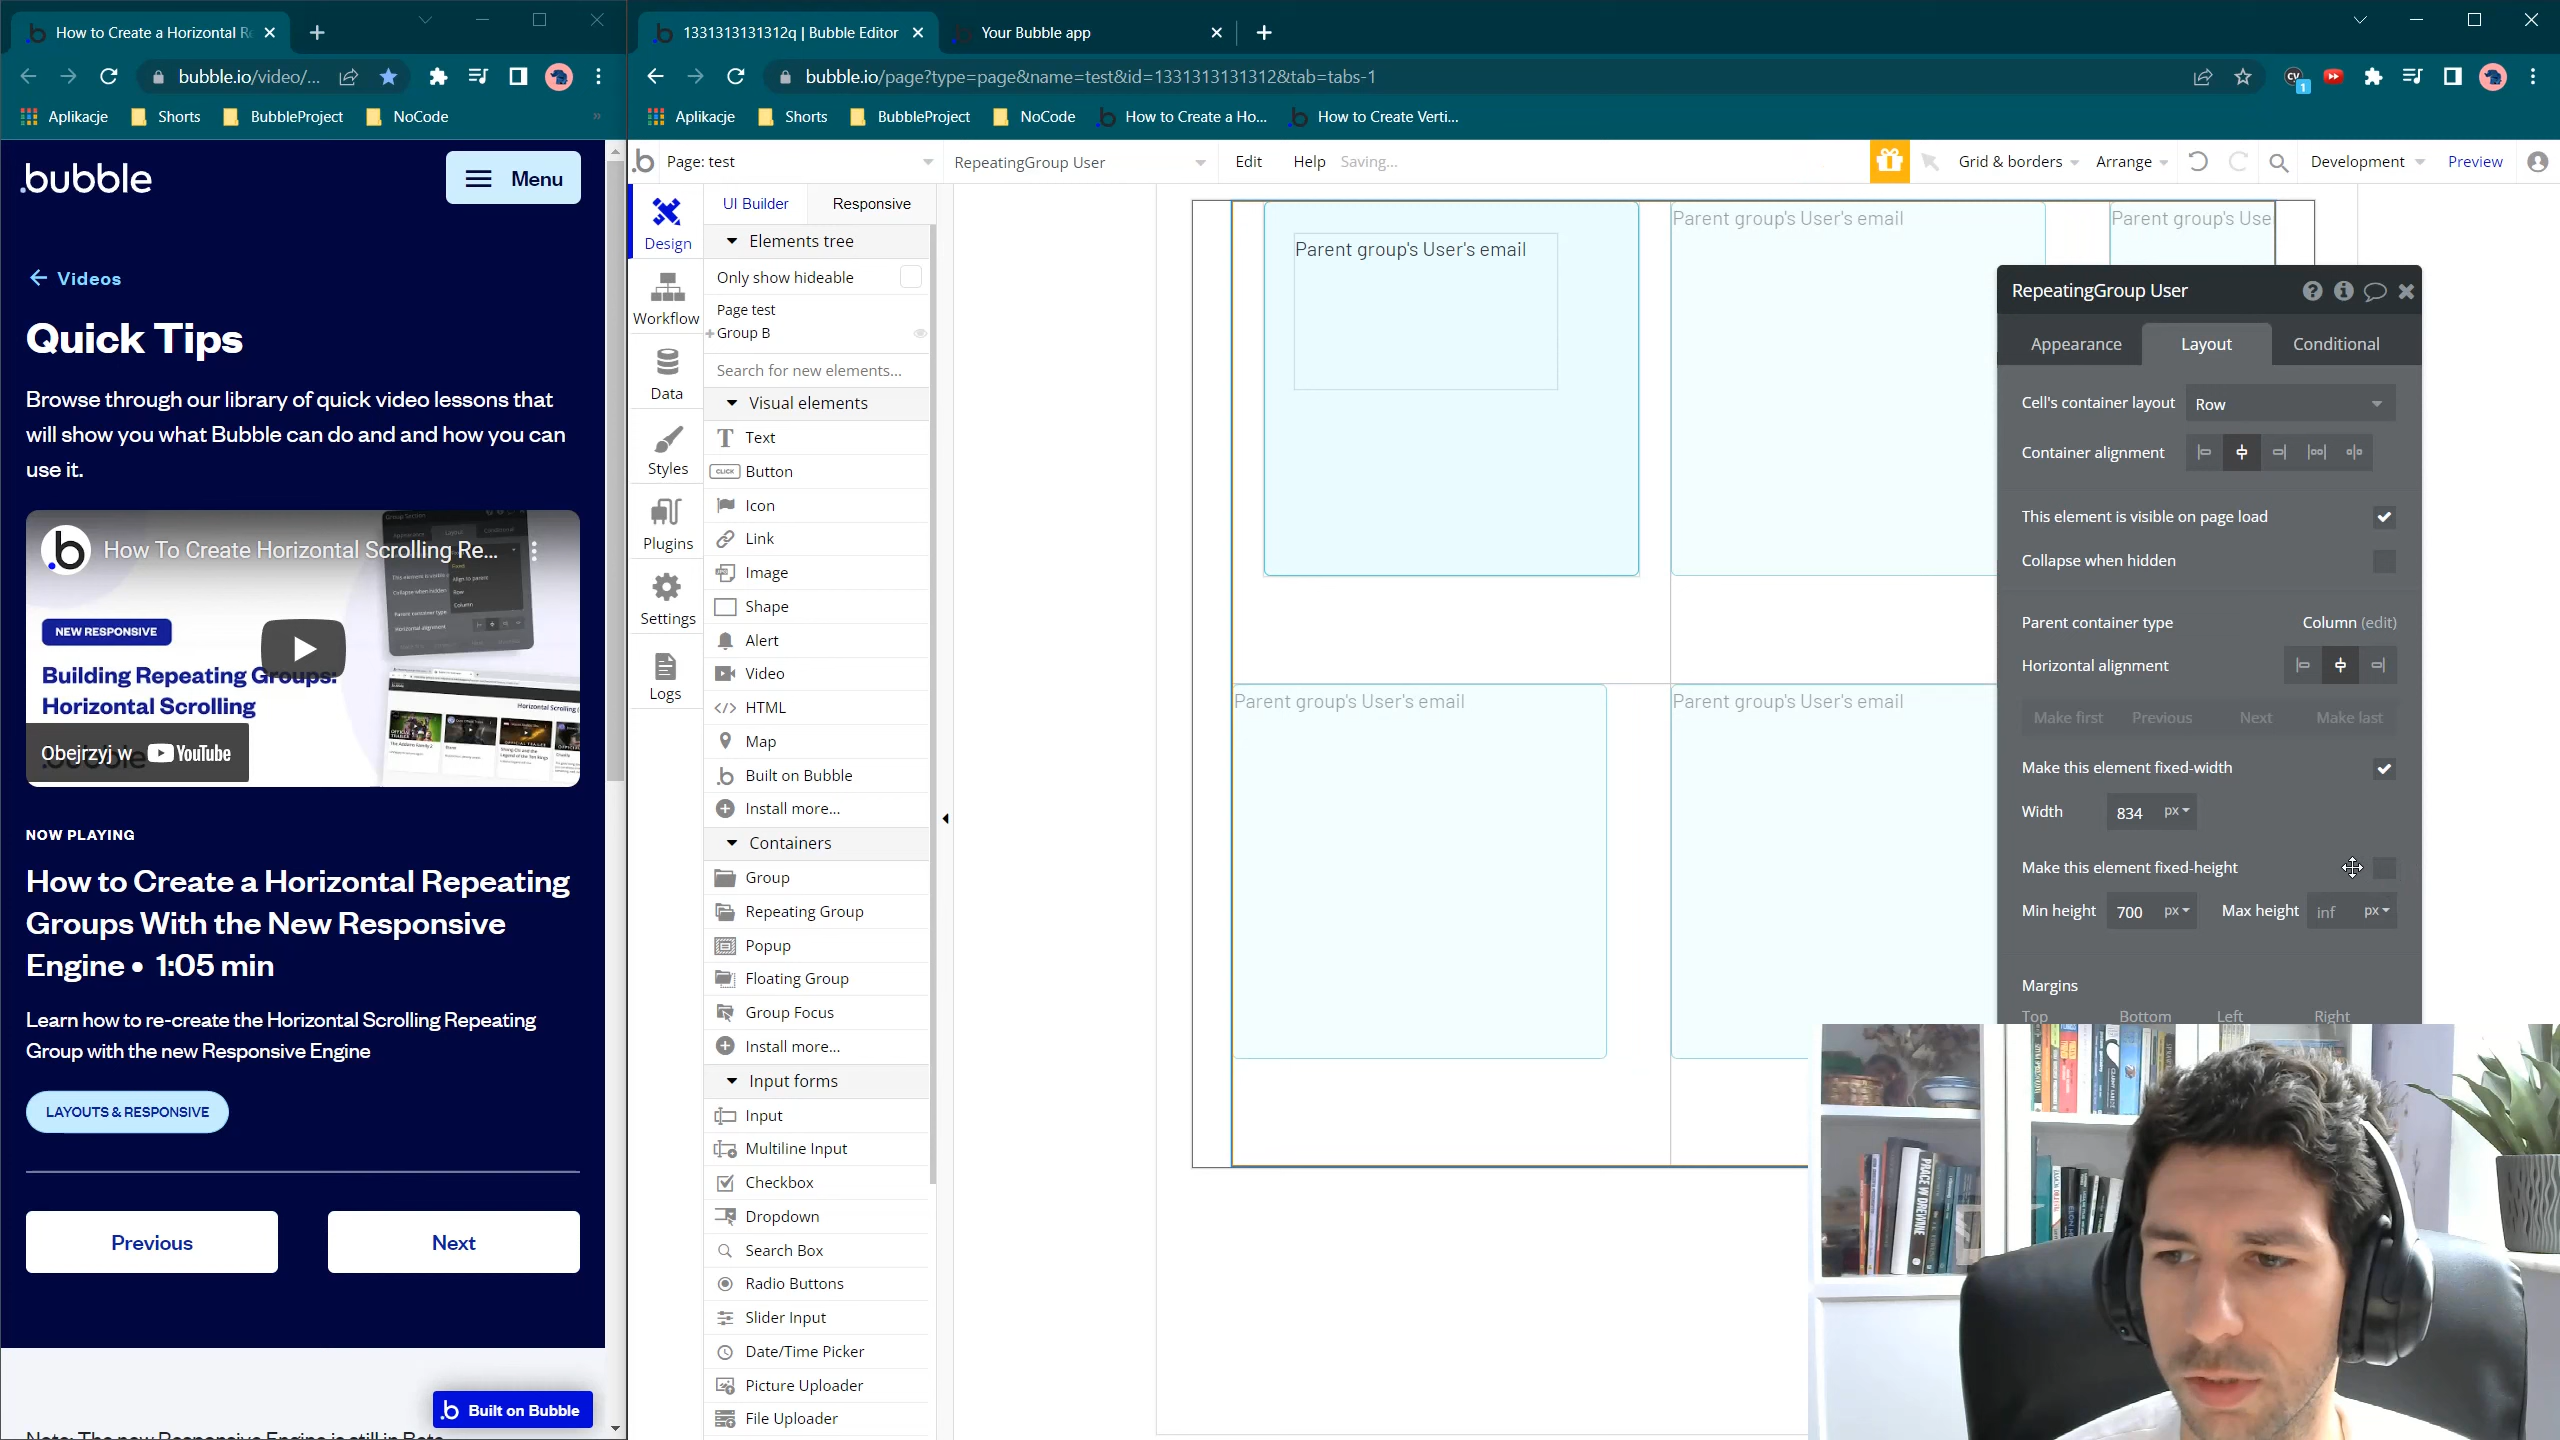 How to Create a Horizontal R
bubble.io/video/...
Aplikacje
Shorts
BubbleProject
NoCode
»
.bubble
Menu
Videos
Quick Tips
Browse through our library of quick video lessons that
will show you what Bubble can do and and how you can
use it.
How To Create Horizontal Scrolling Re...
NEW RESPONSIVE
Building Repeating Groups:
Horizontal Scrolling
Obejrzyj w YouTube
NOW PLAYING
How to Create a Horizontal Repeating
Groups With the New Responsive
Engine • 1:05 min
Learn how to re-create the Horizontal Scrolling Repeating
Group with the new Responsive Engine
LAYOUTS & RESPONSIVE
Previous
Next
Built on Bubble
1331313131312q | Bubble Editor
Your Bubble app
bubble.io/page?type=page&name=test&id=1331313131312&tab=tabs-1
Aplikacje
Shorts
BubbleProject
NoCode
How to Create a Ho...
How to Create Verti...
Page: test
RepeatingGroup User
Edit
Help
Saving...
Grid & borders
Arrange
Development
Preview
Design
Workflow
Data
Styles
Plugins
Settings
Logs
UI Builder
Responsive
Elements tree
Only show hideable
Page test
Group B
Search for new elements...
Visual elements
Text
CLICK Button
Icon
Link
Image
Shape
Alert
Video
HTML
Map
Built on Bubble
Install more...
Containers
Group
Repeating Group
Popup
Floating Group
Group Focus
Install more...
Input forms
Input
Multiline Input
Checkbox
Dropdown
Search Box
Radio Buttons
Slider Input
Date/Time Picker
Picture Uploader
File Uploader
Parent group's User's email
Parent group's User's email
Parent group's Use
Parent group's User's email
Parent group's User's email
RepeatingGroup User
Appearance
Layout
Conditional
Cell's container layout
Row
Container alignment
This element is visible on page load
Collapse when hidden
Parent container type
Column (edit)
Horizontal alignment
Make first
Previous
Next
Make last
Make this element fixed-width
Width 834 px
Make this element fixed-height
Min height 700 px
Max height inf px
Margins
Top
Bottom
Left
Right